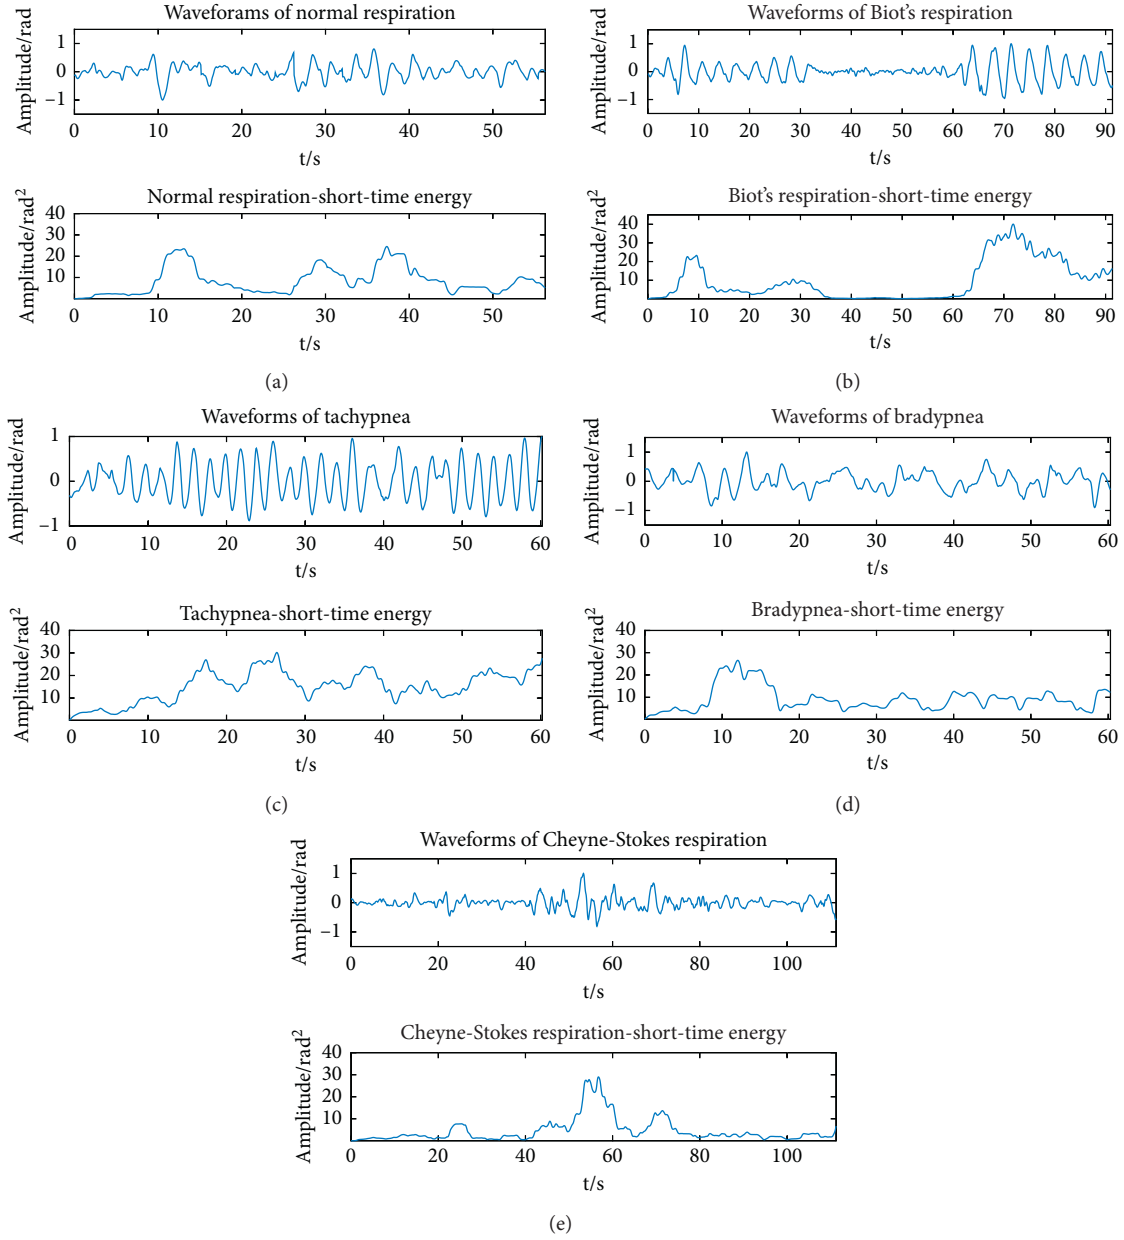 Waveforams of normal respiration
Amplitude/rad
1
0
−1
0 10 20 30 40 50
t/s
Normal respiration-short-time energy
Amplitude/rad²
40
30
20
10
0 10 20 30 40 50
t/s
(a)
Waveforms of Biot's respiration
Amplitude/rad
1
0
−1
0 10 20 30 40 50 60 70 80 90
t/s
Biot's respiration-short-time energy
Amplitude/rad²
40
30
20
10
0 10 20 30 40 50 60 70 80 90
t/s
(b)
Waveforms of tachypnea
Amplitude/rad
1
0
−1
0 10 20 30 40 50 60
t/s
Tachypnea-short-time energy
Amplitude/rad²
40
30
20
10
0 10 20 30 40 50 60
t/s
(c)
Waveforms of bradypnea
Amplitude/rad
1
0
−1
0 10 20 30 40 50 60
t/s
Bradypnea-short-time energy
Amplitude/rad²
40
30
20
10
0 10 20 30 40 50 60
t/s
(d)
Waveforms of Cheyne-Stokes respiration
Amplitude/rad
1
0
−1
0 20 40 60 80 100
t/s
Cheyne-Stokes respiration-short-time energy
Amplitude/rad²
40
30
20
10
0 20 40 60 80 100
t/s
(e)